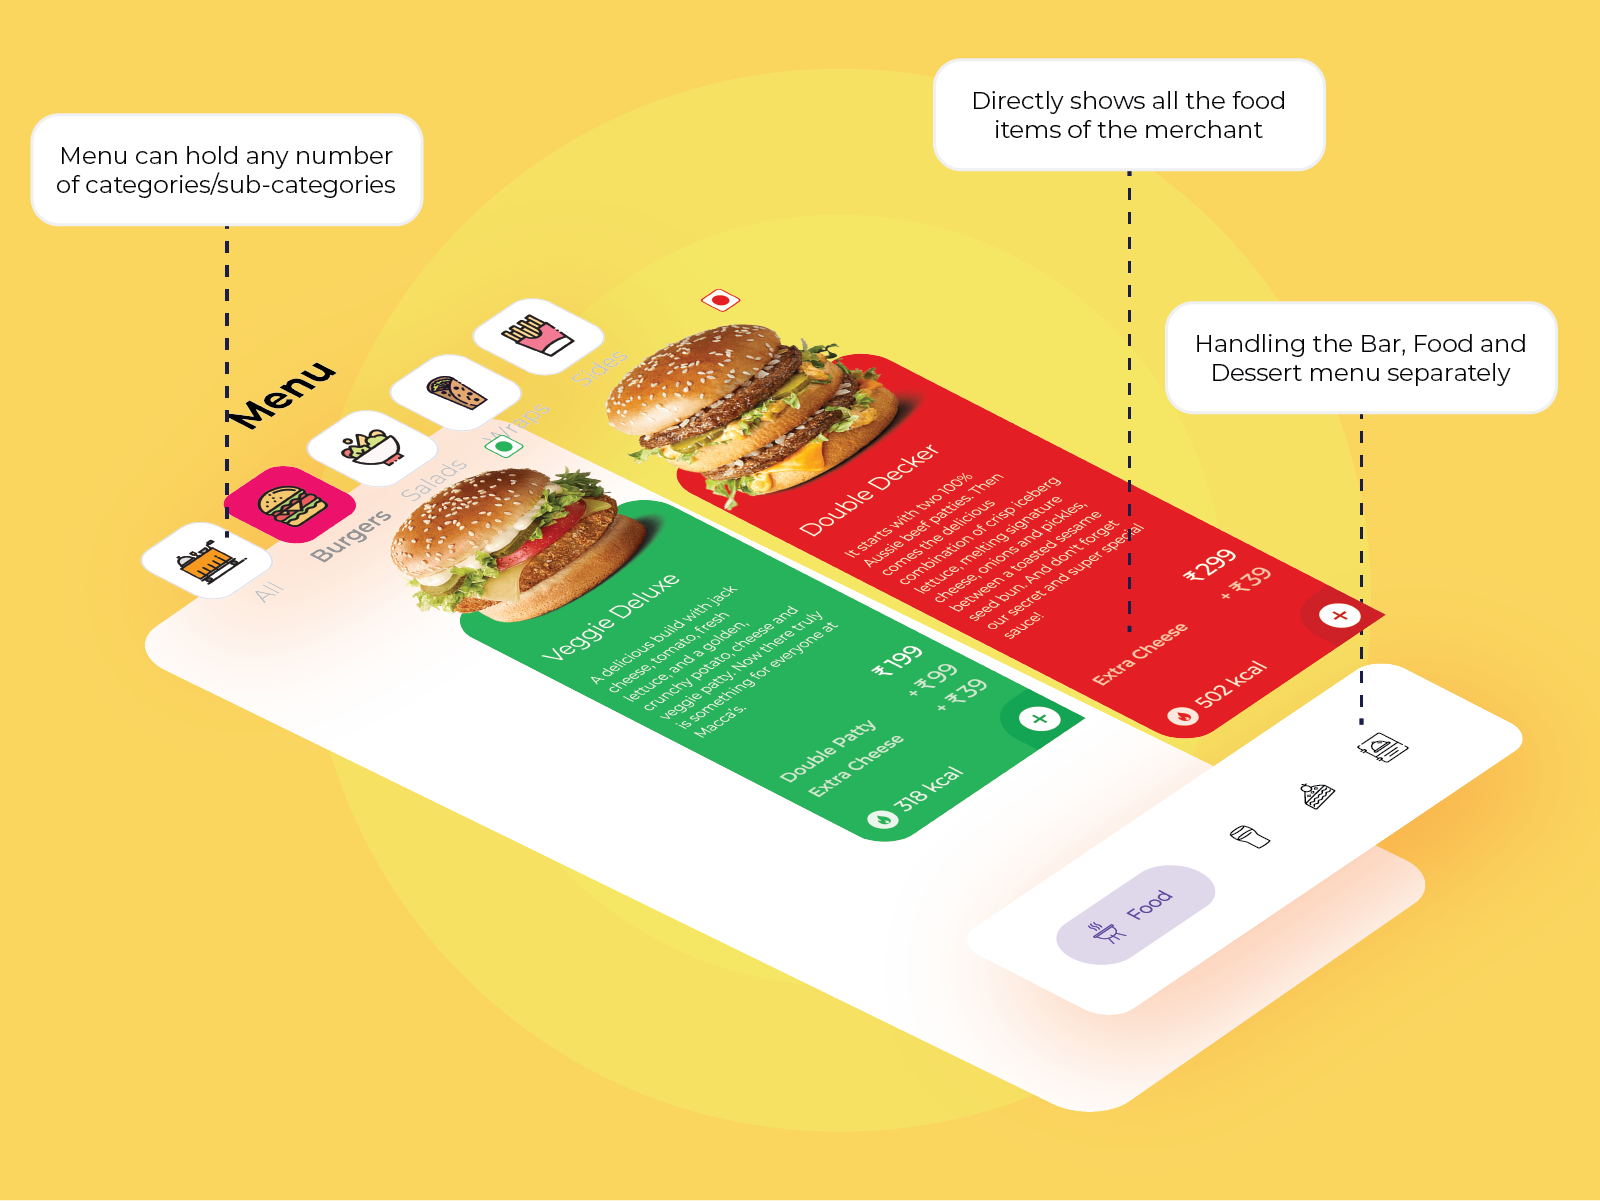 Menu can hold any number
of categories/sub-categories
Directly shows all the food
items of the merchant
Handling the Bar, Food and
Dessert menu separately
Menu
All
Burgers
Salads
Wraps
Sides
Veggie Deluxe
A delicious build with jack
cheese, tomato, fresh
lettuce, and a golden,
crunchy potato, cheese and
veggie patty. Now there truly
is something for everyone at
Macca's.
₹199
Double Patty
+ ₹99
Extra Cheese
+ ₹39
318 kcal
+
Double Decker
It starts with two 100%
Aussie beef patties. Then
comes the delicious
combination of crisp iceberg
lettuce, melting signature
cheese, onions and pickles,
between a toasted sesame
seed bun. And don't forget
our secret and super special
sauce!
₹299
Extra Cheese
+ ₹39
502 kcal
+
Food